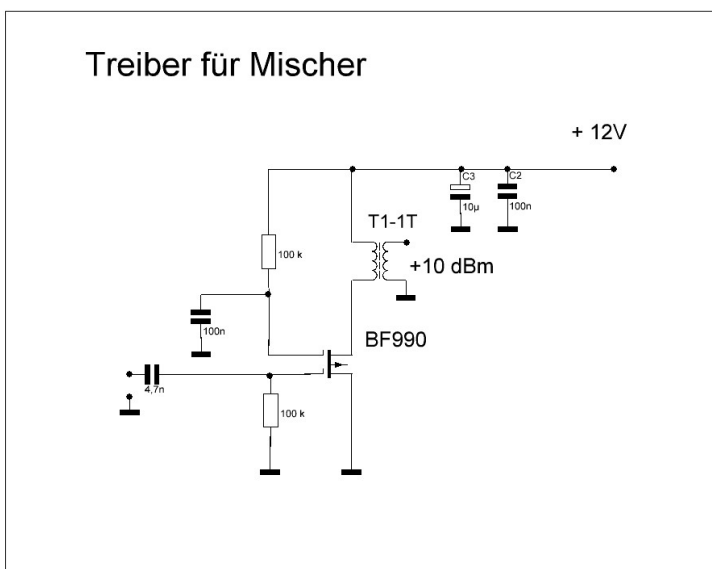 Treiber für Mischer
+ 12V
C3
C2
10µ
100n
T1-1T
100 k
+10 dBm
100n
BF990
4,7n
100 k